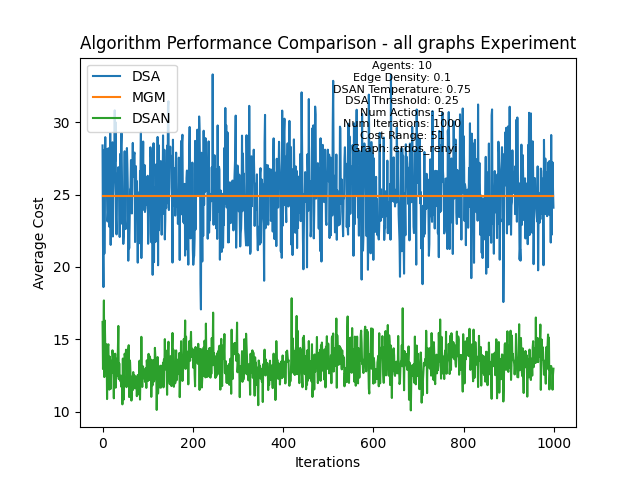 Algorithm Performance Comparison - all graphs Experiment
DSA
MGM
DSAN
Agents: 10
Edge Density: 0.1
DSAN Temperature: 0.75
DSA Threshold: 0.25
Num Actions: 5
Num Iterations: 1000
Cost Range: 51
Graph: erdos_renyi
Average Cost
30
25
20
15
10
0
200
400
600
800
1000
Iterations